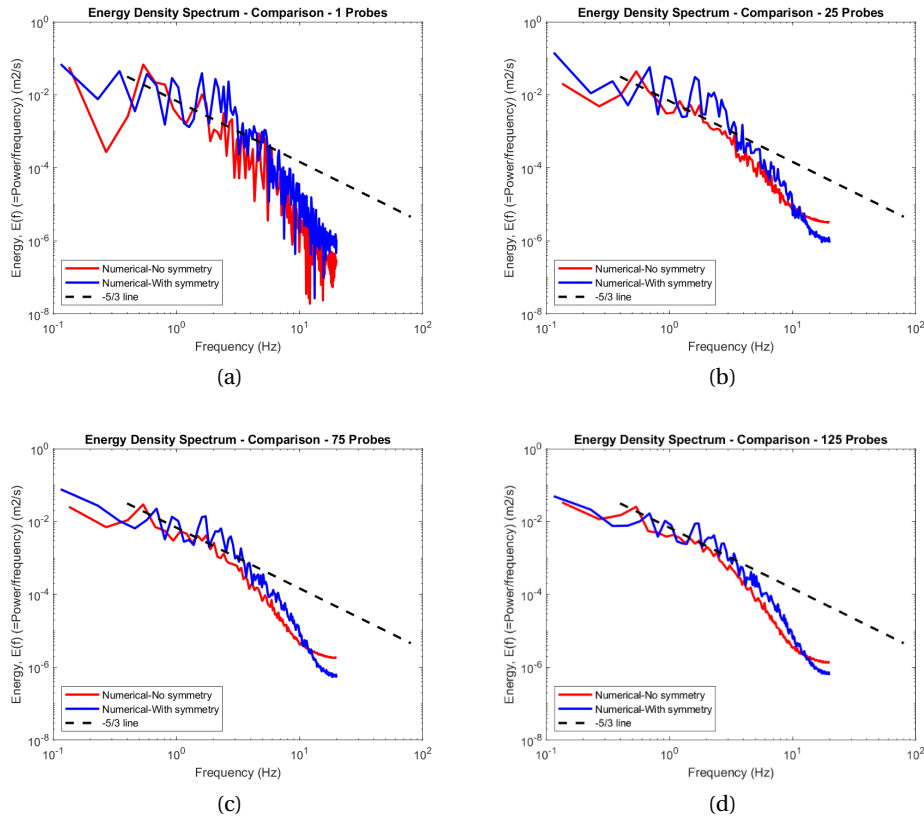 Energy Density Spectrum - Comparison - 1 Probes
Energy, E(f) (=Power/frequency) (m2/s)
10^0
10^-2
10^-4
10^-6
10^-8
Numerical-No symmetry
Numerical-With symmetry
-5/3 line
10^-1
10^0
10^1
10^2
Frequency (Hz)
(a)
Energy Density Spectrum - Comparison - 25 Probes
Energy, E(f) (=Power/frequency) (m2/s)
10^0
10^-2
10^-4
10^-6
10^-8
Numerical-No symmetry
Numerical-With symmetry
-5/3 line
10^-1
10^0
10^1
10^2
Frequency (Hz)
(b)
Energy Density Spectrum - Comparison - 75 Probes
Energy, E(f) (=Power/frequency) (m2/s)
10^0
10^-2
10^-4
10^-6
10^-8
Numerical-No symmetry
Numerical-With symmetry
-5/3 line
10^-1
10^0
10^1
10^2
Frequency (Hz)
(c)
Energy Density Spectrum - Comparison - 125 Probes
Energy, E(f) (=Power/frequency) (m2/s)
10^0
10^-2
10^-4
10^-6
10^-8
Numerical-No symmetry
Numerical-With symmetry
-5/3 line
10^-1
10^0
10^1
10^2
Frequency (Hz)
(d)